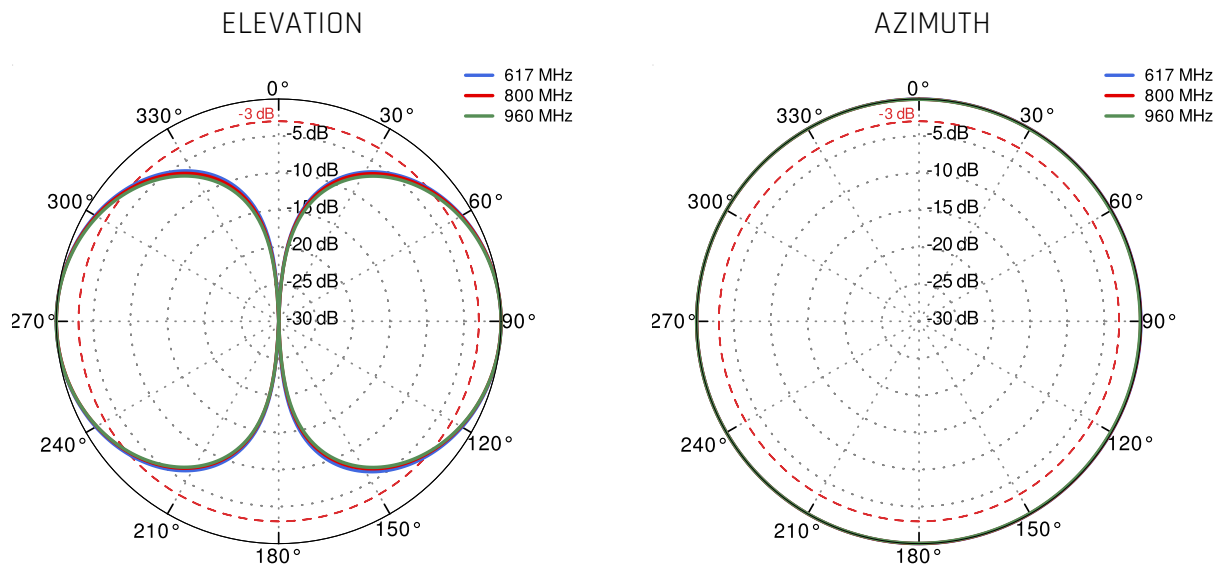 ELEVATION
617 MHz
800 MHz
960 MHz
0°
330°
-3 dB
30°
-5 dB
-10 dB
300°
-15 dB
60°
-20 dB
-25 dB
270°
-30 dB
90°
240°
120°
210°
150°
180°
AZIMUTH
617 MHz
800 MHz
960 MHz
0°
330°
-3 dB
30°
-5 dB
-10 dB
300°
-15 dB
60°
-20 dB
-25 dB
270°
-30 dB
90°
240°
120°
210°
150°
180°